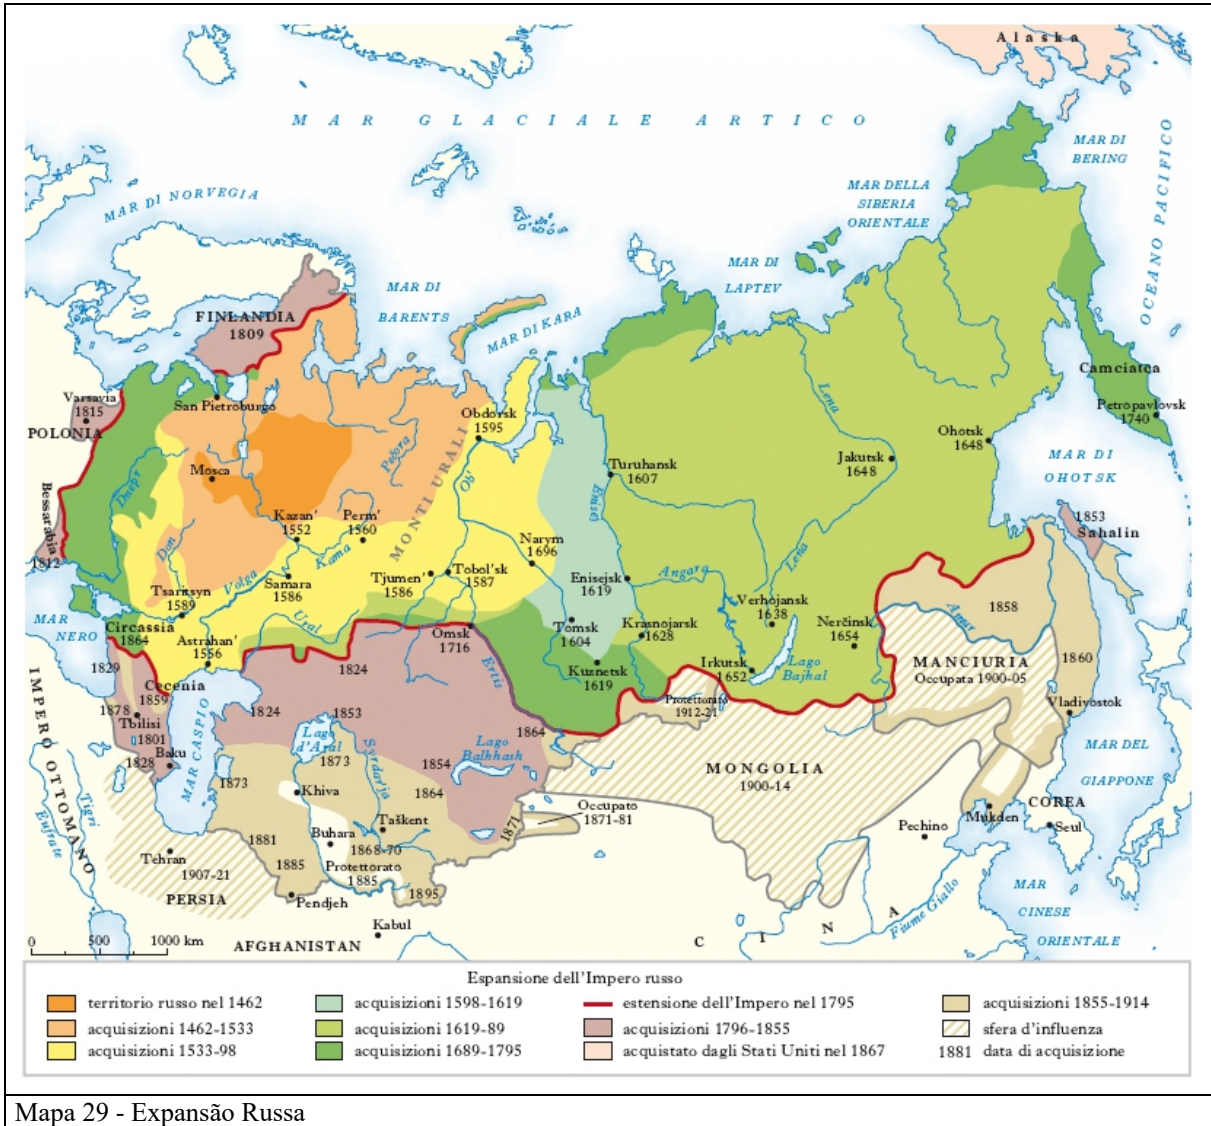 Alaska
MAR GLACIALE ARTICO
MAR DI
BERING
OCEANO PACIFICO
MAR DELLA
SIBERIA
ORIENTALE
MAR DI NORVEGIA
MAR DI
LAPTEV
MAR DI
BARENTS
MAR DI KARA
FINLANDIA
1809
Camciatca
Petropavlovsk
1740
Varsavia
1815
POLONIA
San Pietroburgo
Obdorsk
1595
Lena
Ohotsk
1648
Jakutsk
1648
MAR DI
OHOTSK
Mosca
Pečora
MONTI URALI
Ob'
Turuhansk
1607
Enisej
Dnepr
Bessarabia
1812
Kazan'
1552
Perm'
1560
Kama
Narym
1696
Don
Volga
Samara
1586
Tjumen'
1586
Tobol'sk
1587
Enisejsk
1619
Angara
Lena
1853
Sahalin
Tsaritsyn
1589
Verhojansk
1638
1858
Amur
MAR
NERO
Circassia
1864
Astrahan'
1556
Ural
Omsk
1716
Tomsk
1604
Krasnojarsk
1628
Nerčinsk
1654
1829
Cecenia
1859
1824
Ertis
Kuznetsk
1619
Irkutsk
1652
Lago
Bajhal
MANCIURIA
Occupata 1900-05
1860
Vladivostok
IMPERO OTTOMANO
1878
Tbilisi
1801
1828
Baku
MAR CASPIO
1824
1853
Lago
d'Aral
1873
Syrdarja
1864
Lago
Balhhash
1854
Protettorato
1912-21
MAR DEL
GIAPPONE
MONGOLIA
1900-14
Tigri
Eufrate
1873
Khiva
1864
Occupato
1871-81
1871
COREA
Mukden
Seul
Pechino
Taškent
Buhara
1868-70
1881
1885
Protettorato
1885
1895
Tehran
1907-21
PERSIA
Pendjeh
Kabul
AFGHANISTAN
CINA
Fiume Giallo
MAR
CINESE
ORIENTALE
0 500 1000 km
Espansione dell'Impero russo
territorio russo nel 1462
acquisizioni 1462-1533
acquisizioni 1533-98
acquisizioni 1598-1619
acquisizioni 1619-89
acquisizioni 1689-1795
estensione dell'Impero nel 1795
acquisizioni 1796-1855
acquistato dagli Stati Uniti nel 1867
acquisizioni 1855-1914
sfera d'influenza
1881 data di acquisizione
Mapa 29 - Expansão Russa